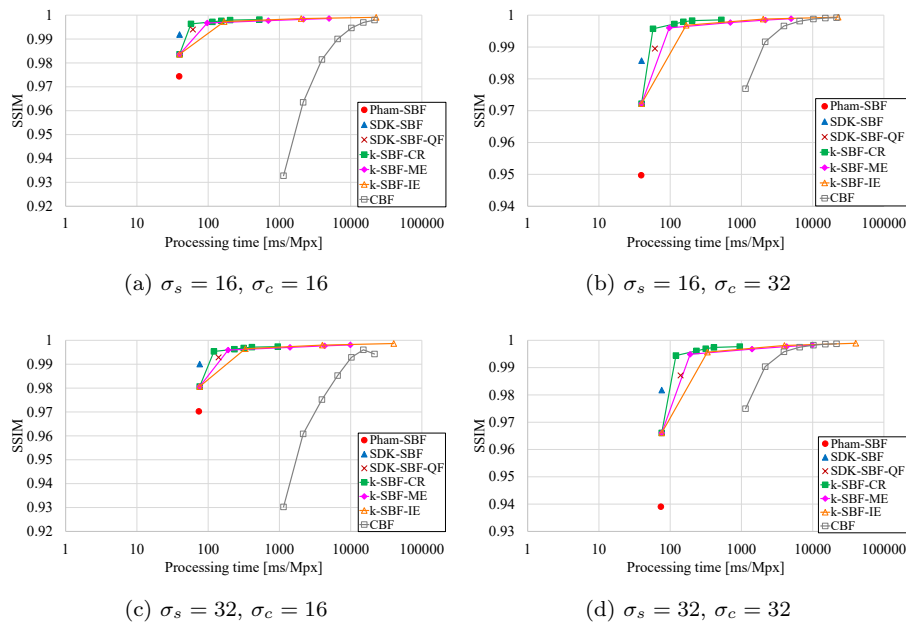 1
0.99
0.98
0.97
0.96
0.95
0.94
0.93
0.92
SSIM
1 10 100 1000 10000 100000
Processing time [ms/Mpx]
Pham-SBF
SDK-SBF
SDK-SBF-QF
k-SBF-CR
k-SBF-ME
k-SBF-IE
CBF
(a) σs = 16, σc = 16
1
0.99
0.98
0.97
0.96
0.95
0.94
SSIM
1 10 100 1000 10000 100000
Processing time [ms/Mpx]
Pham-SBF
SDK-SBF
SDK-SBF-QF
k-SBF-CR
k-SBF-ME
k-SBF-IE
CBF
(b) σs = 16, σc = 32
1
0.99
0.98
0.97
0.96
0.95
0.94
0.93
0.92
SSIM
1 10 100 1000 10000 100000
Processing time [ms/Mpx]
Pham-SBF
SDK-SBF
SDK-SBF-QF
k-SBF-CR
k-SBF-ME
k-SBF-IE
CBF
(c) σs = 32, σc = 16
1
0.99
0.98
0.97
0.96
0.95
0.94
0.93
SSIM
1 10 100 1000 10000 100000
Processing time [ms/Mpx]
Pham-SBF
SDK-SBF
SDK-SBF-QF
k-SBF-CR
k-SBF-ME
k-SBF-IE
CBF
(d) σs = 32, σc = 32